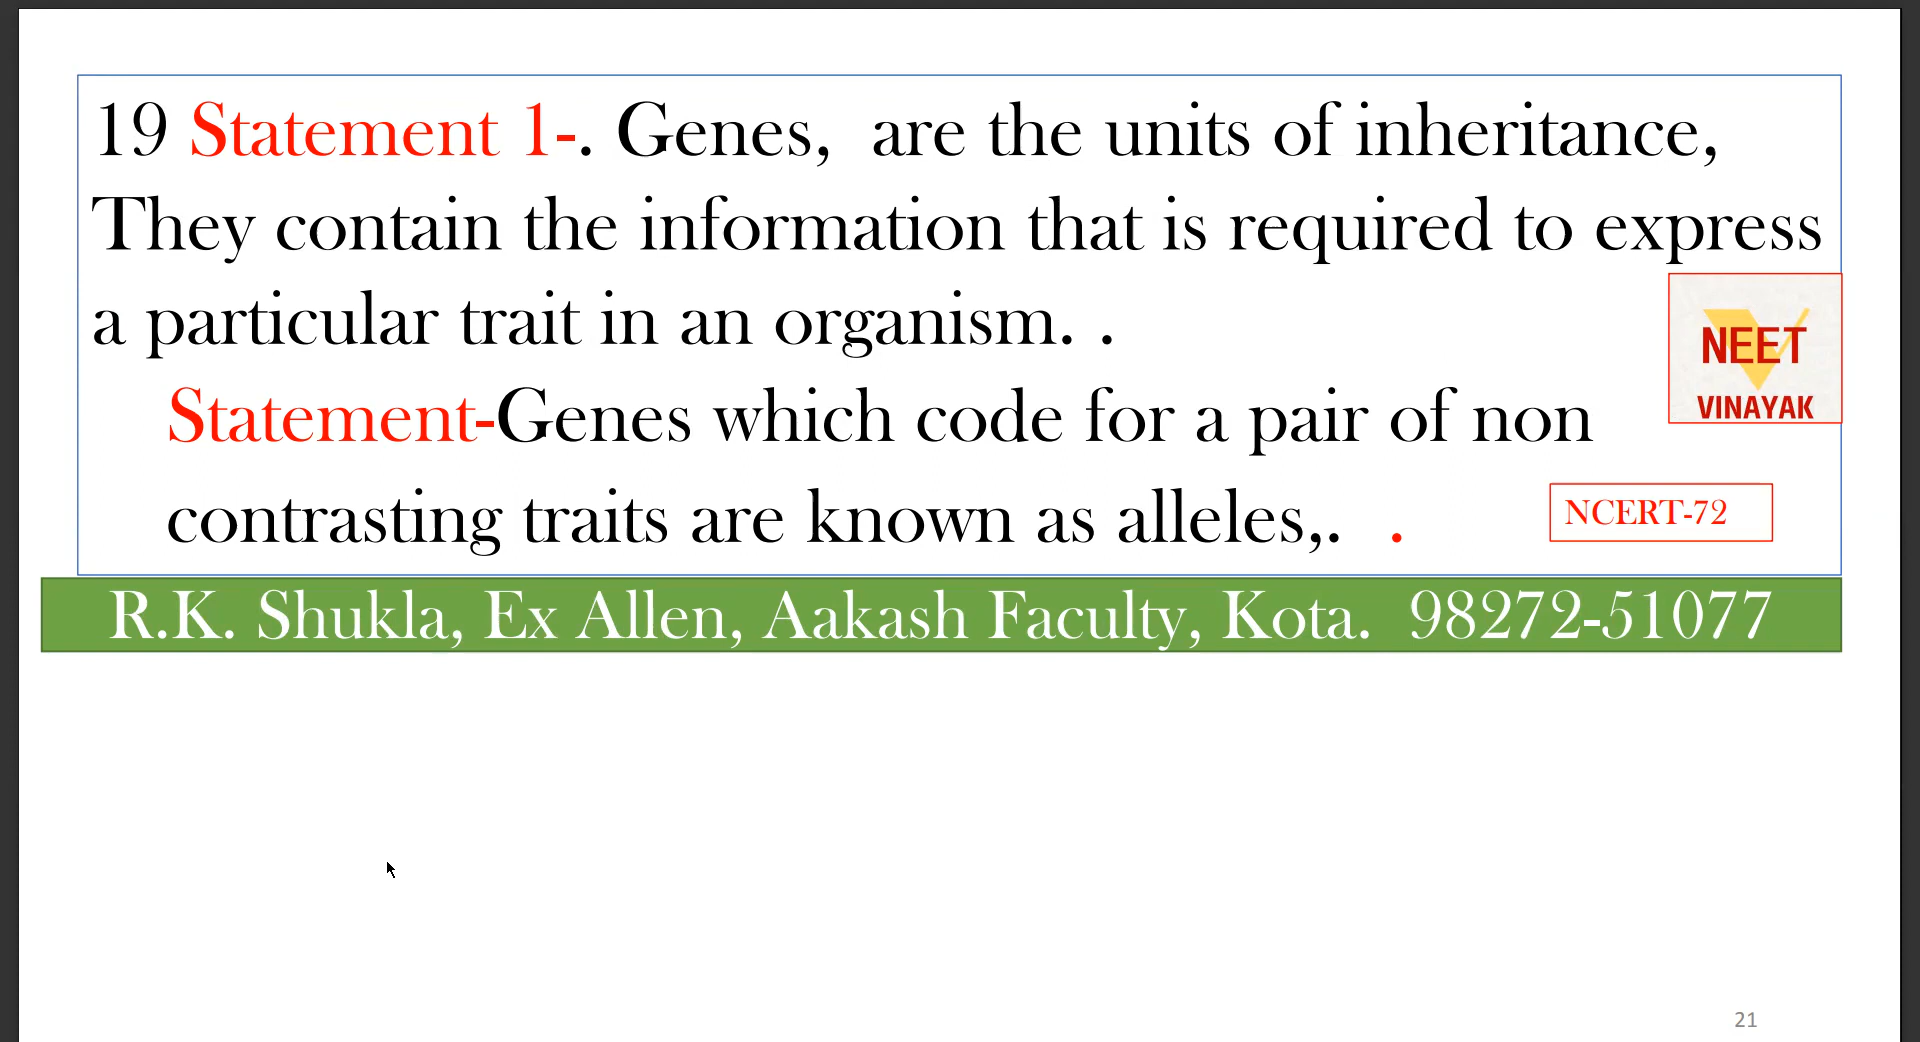 19 Statement 1-. Genes, are the units of inheritance,
They contain the information that is required to express
a particular trait in an organism. .
NEET
VINAYAK
Statement-Genes which code for a pair of non
contrasting traits are known as alleles,. .
NCERT-72
R.K. Shukla, Ex Allen, Aakash Faculty, Kota. 98272-51077
21